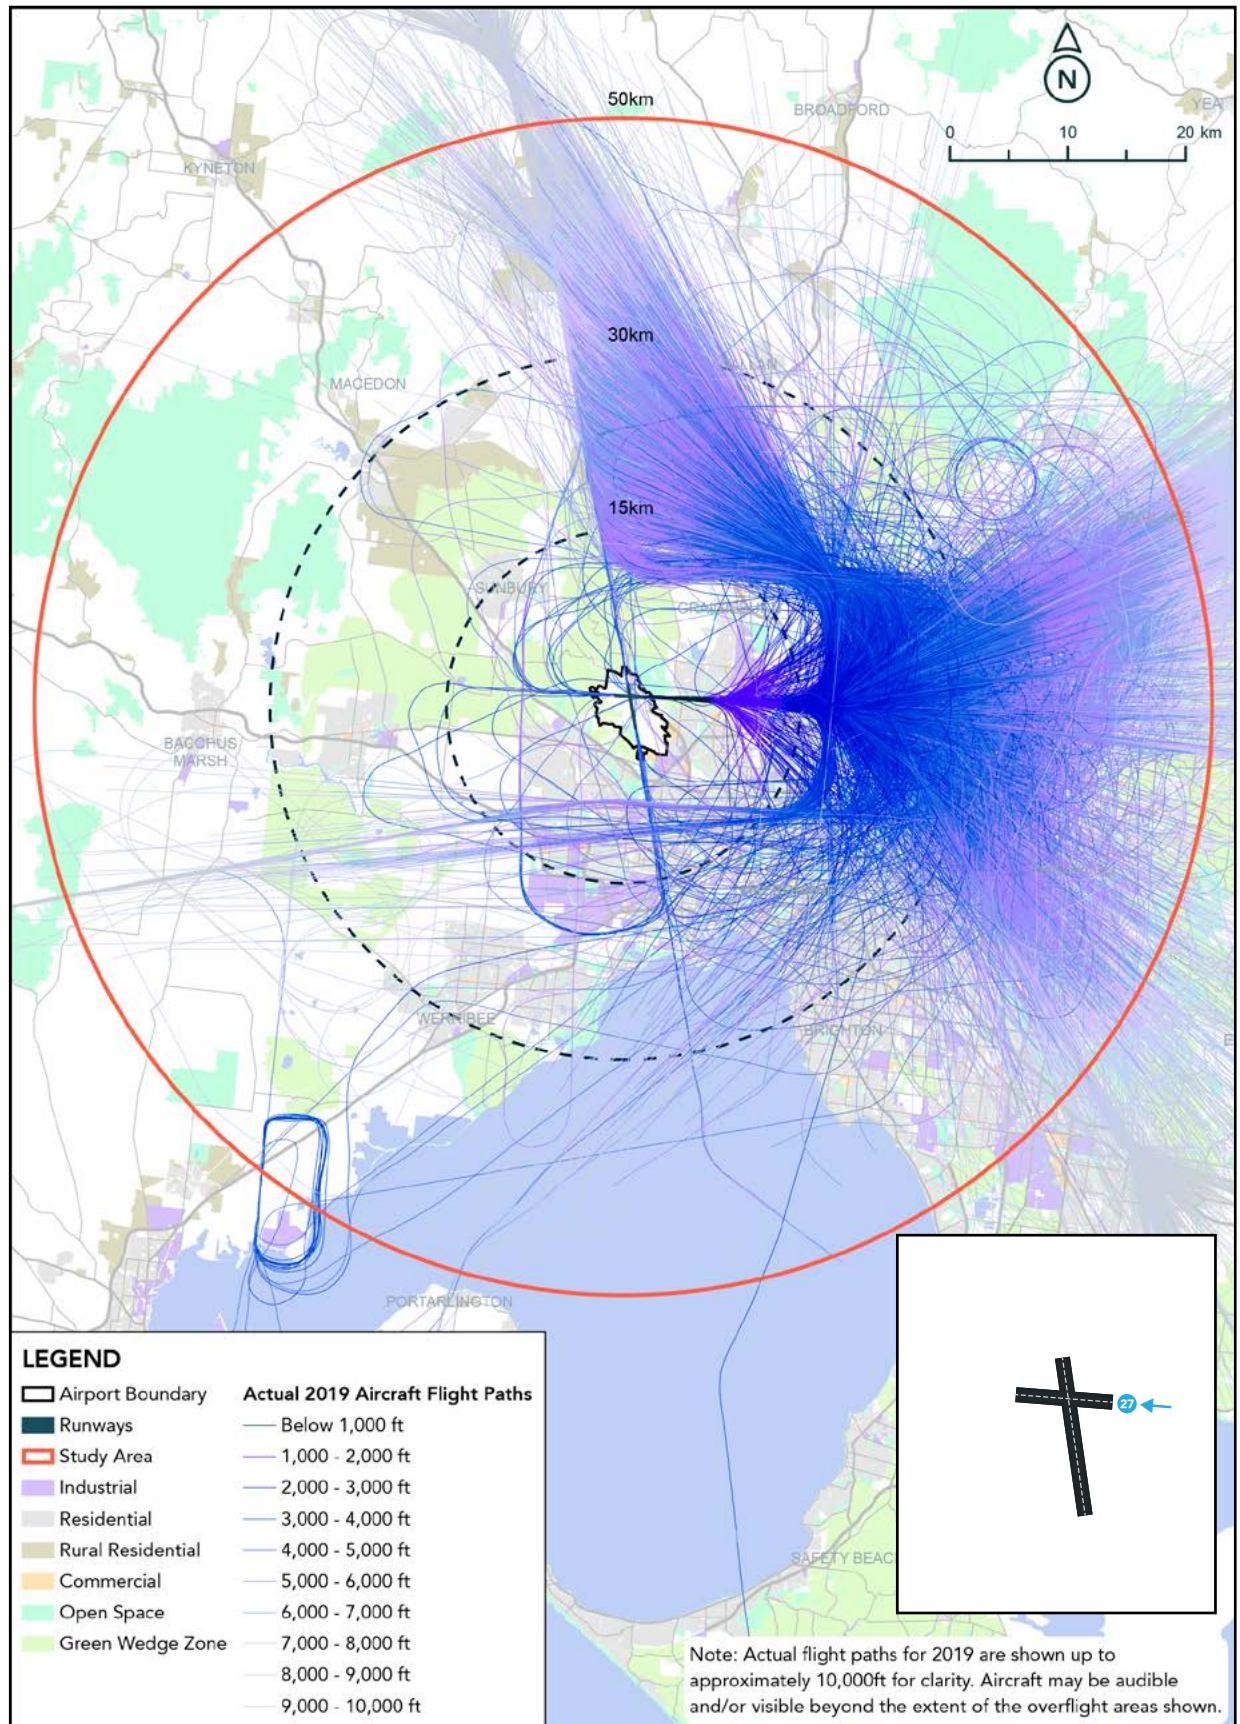 50km
N
BROADFORD
YEA
0 10 20 km
KYNETON
30km
MACEDON
15km
SUNBURY
BACCHUS
MARSH
WERRIBEE
BRIGHTON
PORTARLINGTON
27
SAFETY BEAC
LEGEND
Airport Boundary
Runways
Study Area
Industrial
Residential
Rural Residential
Commercial
Open Space
Green Wedge Zone
Actual 2019 Aircraft Flight Paths
Below 1,000 ft
1,000 - 2,000 ft
2,000 - 3,000 ft
3,000 - 4,000 ft
4,000 - 5,000 ft
5,000 - 6,000 ft
6,000 - 7,000 ft
7,000 - 8,000 ft
8,000 - 9,000 ft
9,000 - 10,000 ft
Note: Actual flight paths for 2019 are shown up to
approximately 10,000ft for clarity. Aircraft may be audible
and/or visible beyond the extent of the overflight areas shown.